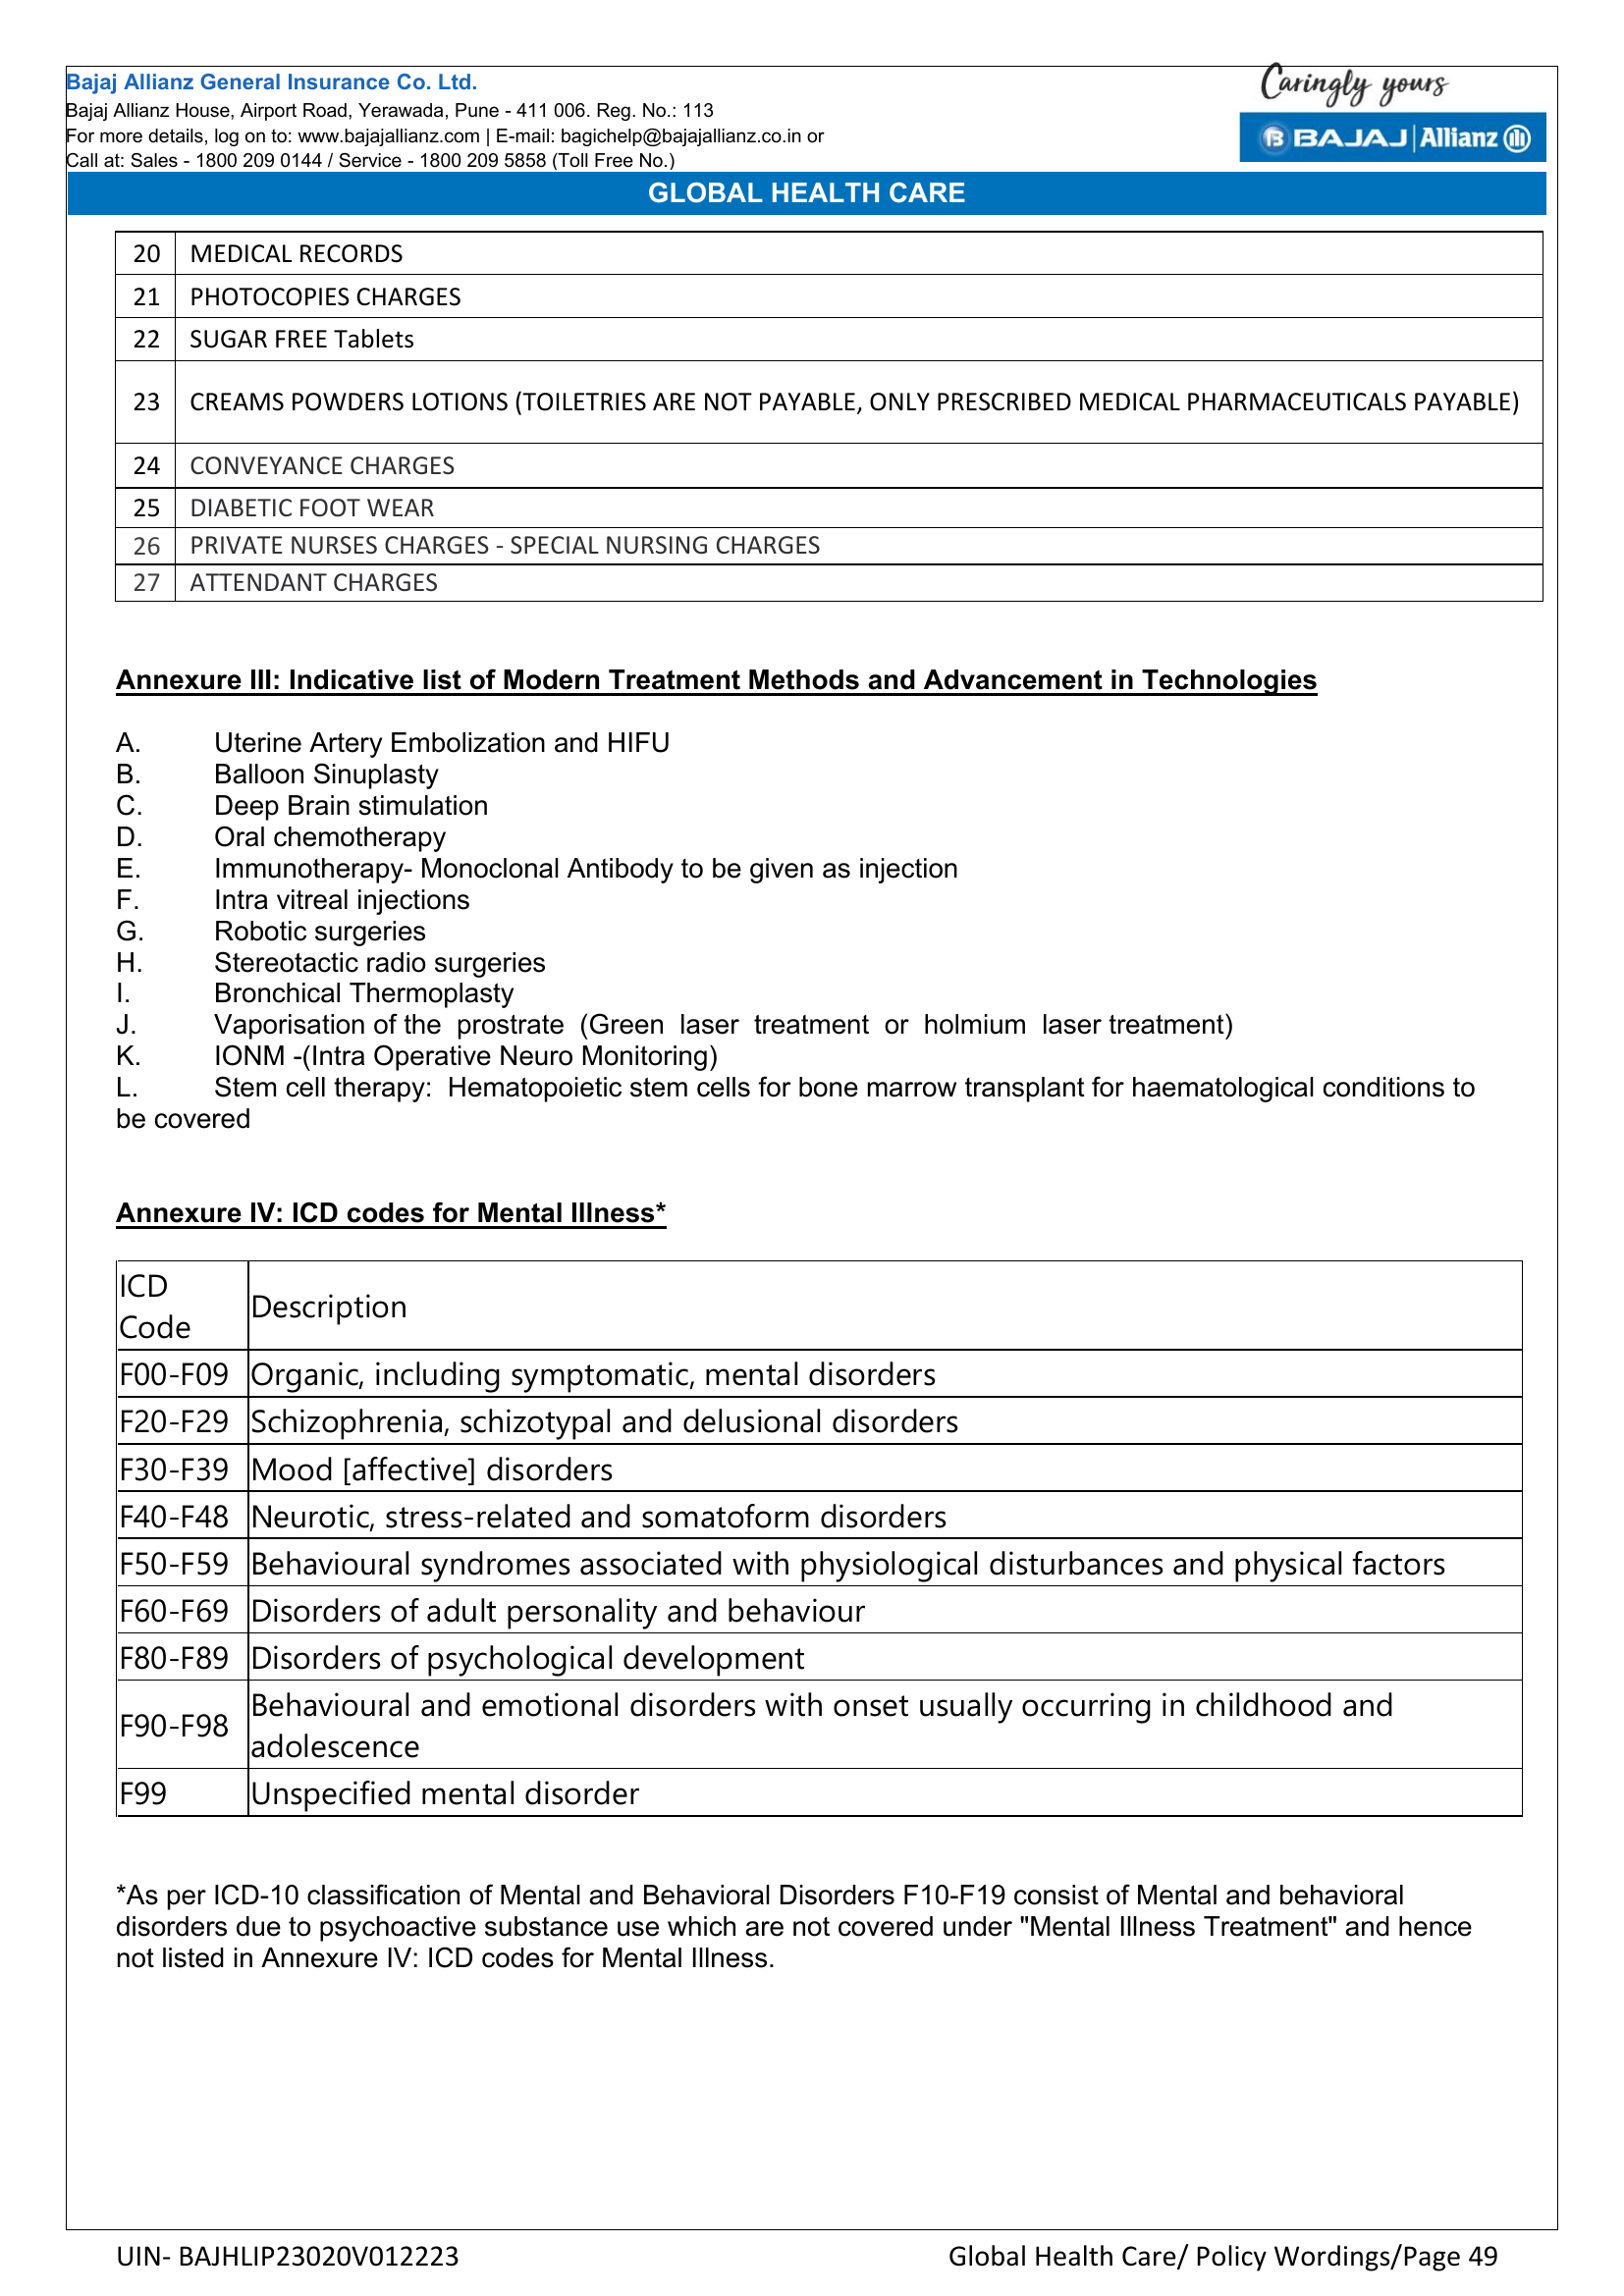 Bajaj Allianz General Insurance Co. Ltd.
Bajaj Allianz House, Airport Road, Yerawada, Pune - 411 006. Reg. No.: 113
For more details, log on to: www.bajajallianz.com | E-mail: bagichelp@bajajallianz.co.in or
Call at: Sales - 1800 209 0144 / Service - 1800 209 5858 (Toll Free No.)
Caringly yours
BAJAJ | Allianz
GLOBAL HEALTH CARE
20 MEDICAL RECORDS
21 PHOTOCOPIES CHARGES
22 SUGAR FREE Tablets
23 CREAMS POWDERS LOTIONS (TOILETRIES ARE NOT PAYABLE, ONLY PRESCRIBED MEDICAL PHARMACEUTICALS PAYABLE)
24 CONVEYANCE CHARGES
25 DIABETIC FOOT WEAR
26 PRIVATE NURSES CHARGES - SPECIAL NURSING CHARGES
27 ATTENDANT CHARGES
Annexure III: Indicative list of Modern Treatment Methods and Advancement in Technologies
A. Uterine Artery Embolization and HIFU
B. Balloon Sinuplasty
C. Deep Brain stimulation
D. Oral chemotherapy
E. Immunotherapy- Monoclonal Antibody to be given as injection
F. Intra vitreal injections
G. Robotic surgeries
H. Stereotactic radio surgeries
I. Bronchical Thermoplasty
J. Vaporisation of the prostrate (Green laser treatment or holmium laser treatment)
K. IONM -(Intra Operative Neuro Monitoring)
L. Stem cell therapy: Hematopoietic stem cells for bone marrow transplant for haematological conditions to
be covered
Annexure IV: ICD codes for Mental Illness*
ICD
Code
Description
F00-F09 Organic, including symptomatic, mental disorders
F20-F29 Schizophrenia, schizotypal and delusional disorders
F30-F39 Mood [affective] disorders
F40-F48 Neurotic, stress-related and somatoform disorders
F50-F59 Behavioural syndromes associated with physiological disturbances and physical factors
F60-F69 Disorders of adult personality and behaviour
F80-F89 Disorders of psychological development
F90-F98 Behavioural and emotional disorders with onset usually occurring in childhood and
adolescence
F99 Unspecified mental disorder
*As per ICD-10 classification of Mental and Behavioral Disorders F10-F19 consist of Mental and behavioral
disorders due to psychoactive substance use which are not covered under "Mental Illness Treatment" and hence
not listed in Annexure IV: ICD codes for Mental Illness.
UIN- BAJHLIP23020V012223
Global Health Care/ Policy Wordings/Page 49